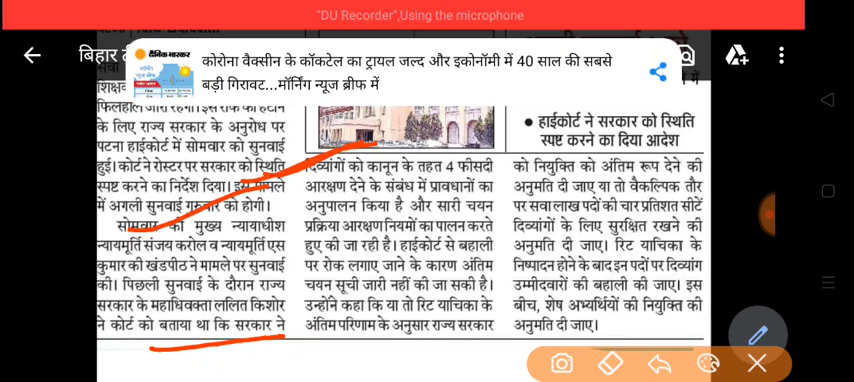 "DU Recorder",Using the microphone
बिहार
दैनिक भास्कर
कोरोना वैक्सीन के कॉकटेल का ट्रायल जल्द और इकोनॉमी में 40 साल की सबसे
बड़ी गिरावट...मॉर्निंग न्यूज ब्रीफ में
फिलहाल जारी रहेगी। इस रोक को हटाने
के लिए राज्य सरकार के अनुरोध पर
पटना हाईकोर्ट में सोमवार को सुनवाई
हुई। कोर्ट ने रोस्टर पर सरकार को स्थिति
स्पष्ट करने का निर्देश दिया। इस मामले
में अगली सुनवाई गुरुवार को होगी।
सोमवार को मुख्य न्यायाधीश
न्यायमूर्ति संजय करोल व न्यायमूर्ति एस
कुमार की खंडपीठ ने मामले पर सुनवाई
की। पिछली सुनवाई के दौरान राज्य
सरकार के महाधिवक्ता ललित किशोर
ने कोर्ट को बताया था कि सरकार ने
दिव्यांगों को कानून के तहत 4 फीसदी
आरक्षण देने के संबंध में प्रावधानों का
अनुपालन किया है और सारी चयन
प्रक्रिया आरक्षण नियमों का पालन करते
हुए की जा रही है। हाईकोर्ट से बहाली
पर रोक लगाए जाने के कारण अंतिम
चयन सूची जारी नहीं की जा सकी है।
उन्होंने कहा कि या तो रिट याचिका के
अंतिम परिणाम के अनुसार राज्य सरकार
● हाईकोर्ट ने सरकार को स्थिति
स्पष्ट करने का दिया आदेश
को नियुक्ति को अंतिम रूप देने की
अनुमति दी जाए या तो वैकल्पिक तौर
पर सवा लाख पदों की चार प्रतिशत सीटें
दिव्यांगों के लिए सुरक्षित रखने की
अनुमति दी जाए। रिट याचिका के
निष्पादन होने के बाद इन पदों पर दिव्यांग
उम्मीदवारों की बहाली की जाए। इस
बीच, शेष अभ्यर्थियों की नियुक्ति की
अनुमति दी जाए।